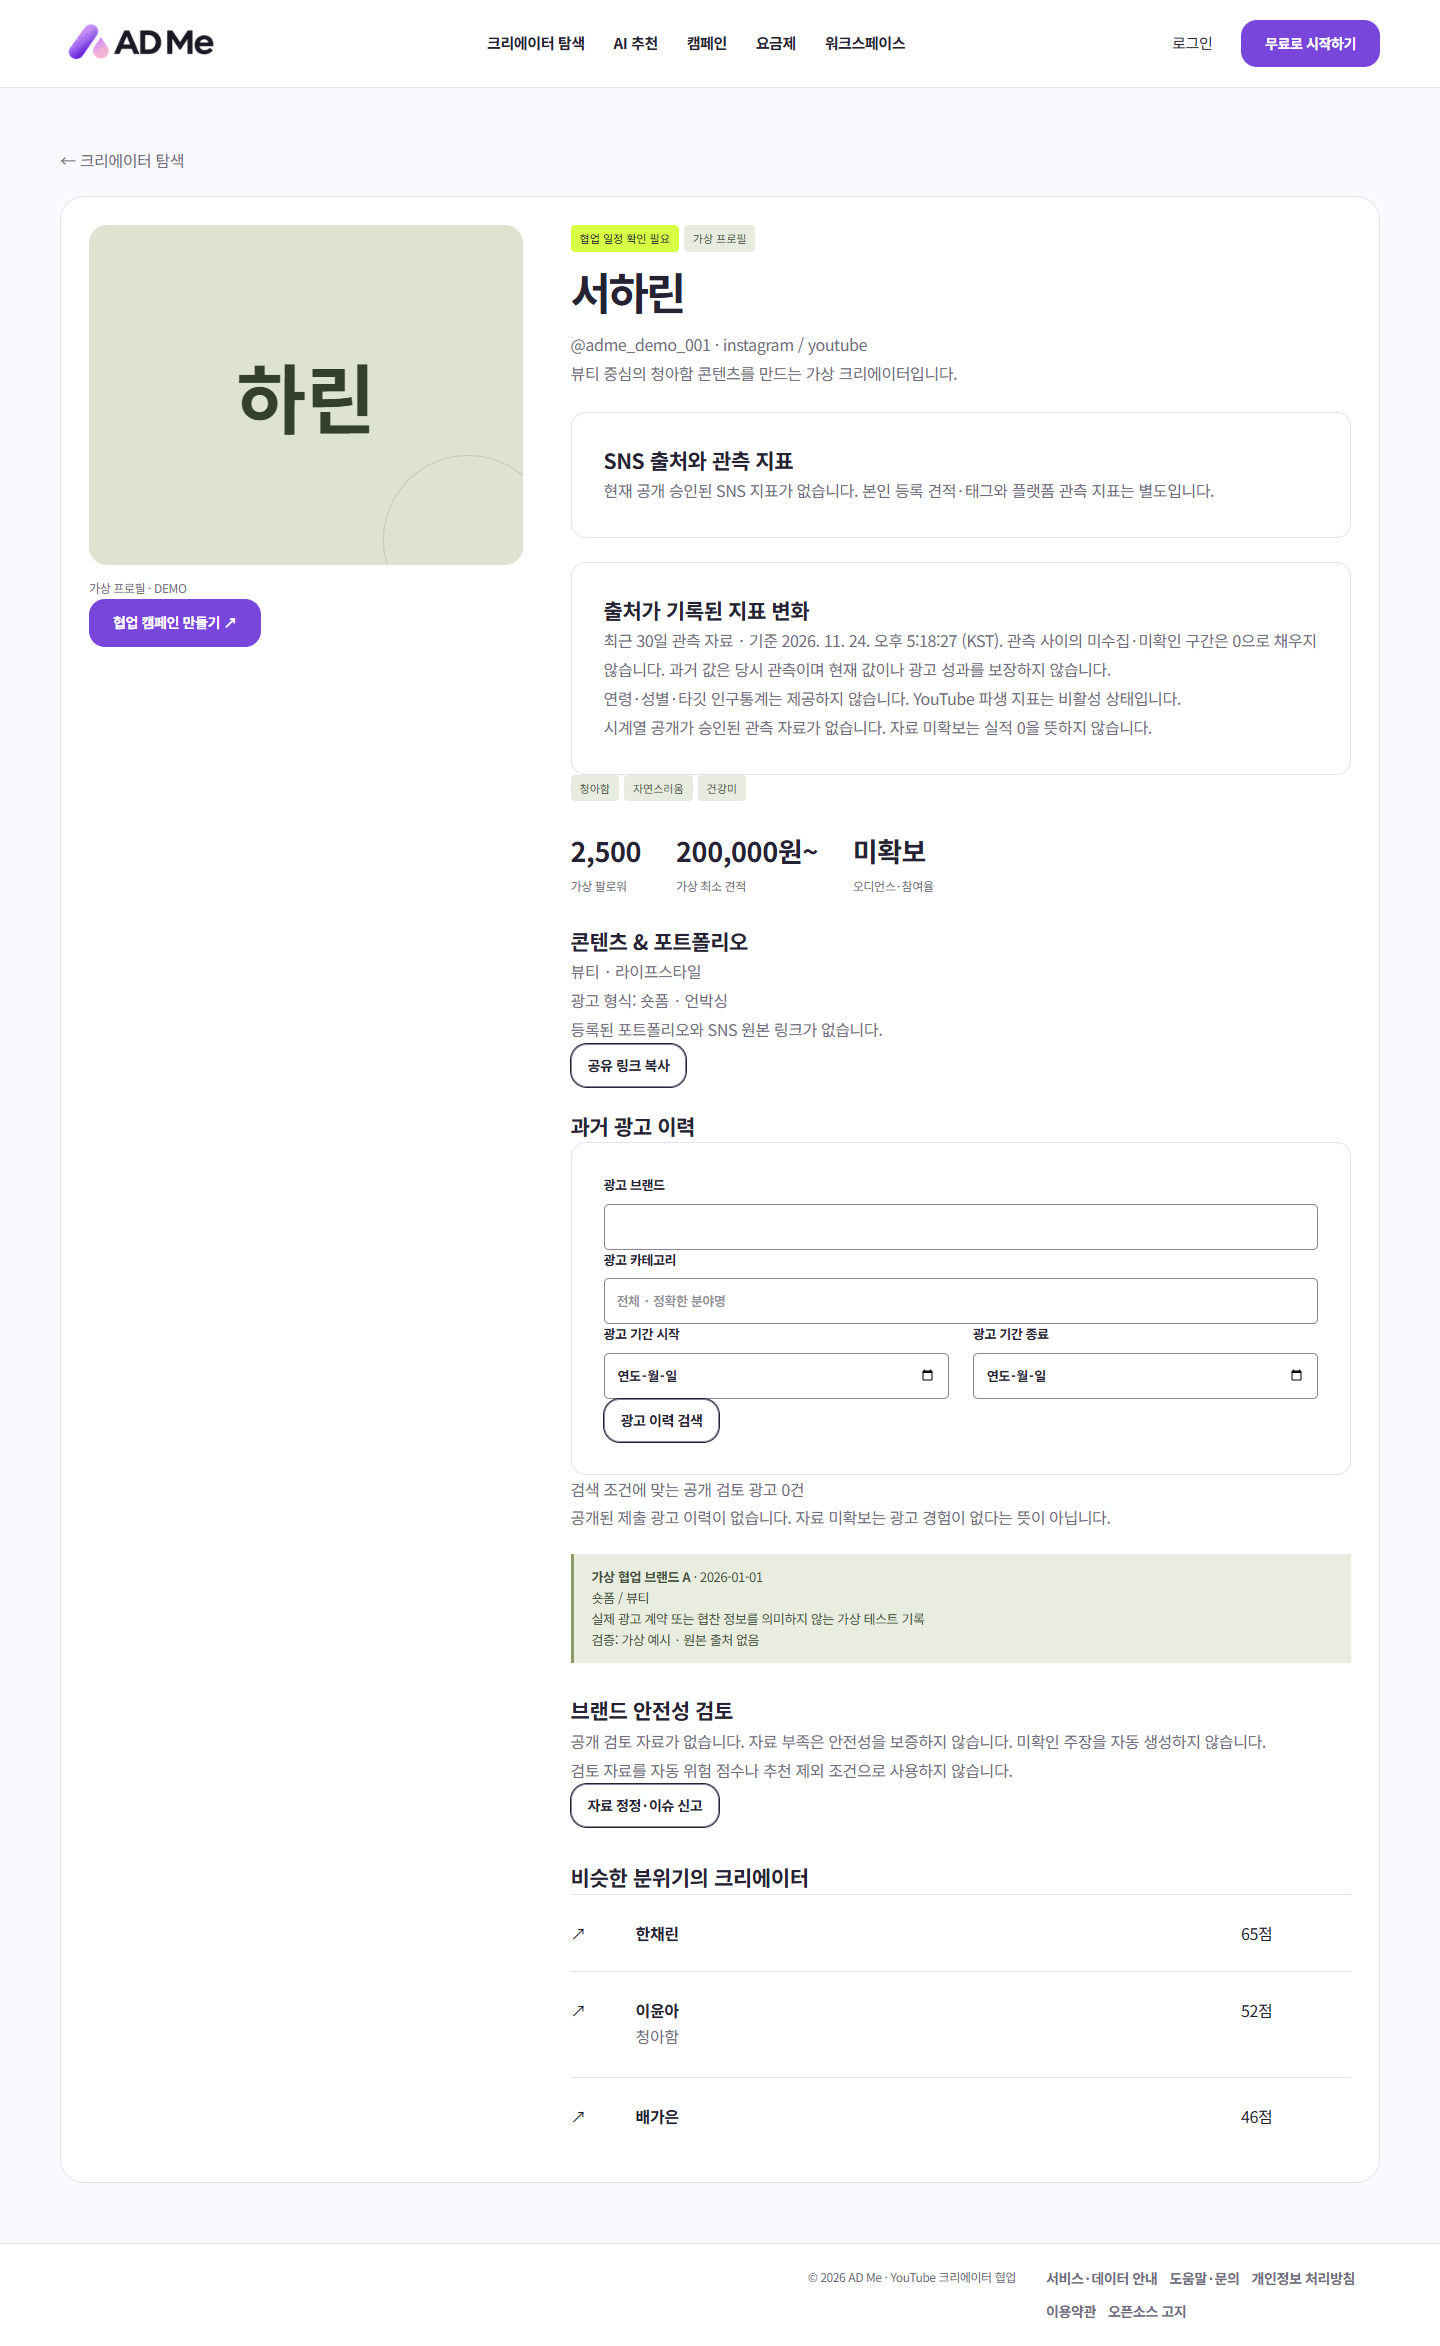 AD Me
크리에이터 탐색 AI 추천 캠페인 요금제 워크스페이스
로그인 무료로 시작하기
← 크리에이터 탐색
하린
가상 프로필 · DEMO
협업 캠페인 만들기 ↗
협업 일정 확인 필요 가상 프로필
서하린
@adme_demo_001 · instagram / youtube
뷰티 중심의 청아함 콘텐츠를 만드는 가상 크리에이터입니다.
SNS 출처와 관측 지표
현재 공개 승인된 SNS 지표가 없습니다. 본인 등록 견적·태그와 플랫폼 관측 지표는 별도입니다.
출처가 기록된 지표 변화
최근 30일 관측 자료 · 기준 2026. 11. 24. 오후 5:18:27 (KST). 관측 사이의 미수집·미확인 구간은 0으로 채우지
않습니다. 과거 값은 당시 관측이며 현재 값이나 광고 성과를 보장하지 않습니다.
연령·성별·타깃 인구통계는 제공하지 않습니다. YouTube 파생 지표는 비활성 상태입니다.
시계열 공개가 승인된 관측 자료가 없습니다. 자료 미확보는 실적 0을 뜻하지 않습니다.
청아함 자연스러움 건강미
2,500 200,000원~ 미확보
가상 팔로워 가상 최소 견적 오디언스·참여율
콘텐츠 & 포트폴리오
뷰티 · 라이프스타일
광고 형식: 숏폼 · 언박싱
등록된 포트폴리오와 SNS 원본 링크가 없습니다.
공유 링크 복사
과거 광고 이력
광고 브랜드
광고 카테고리
전체 · 정확한 분야명
광고 기간 시작 광고 기간 종료
연도-월-일 연도-월-일
광고 이력 검색
검색 조건에 맞는 공개 검토 광고 0건
공개된 제출 광고 이력이 없습니다. 자료 미확보는 광고 경험이 없다는 뜻이 아닙니다.
가상 협업 브랜드 A · 2026-01-01
숏폼 / 뷰티
실제 광고 계약 또는 협찬 정보를 의미하지 않는 가상 테스트 기록
검증: 가상 예시 · 원본 출처 없음
브랜드 안전성 검토
공개 검토 자료가 없습니다. 자료 부족은 안전성을 보증하지 않습니다. 미확인 주장을 자동 생성하지 않습니다.
검토 자료를 자동 위험 점수나 추천 제외 조건으로 사용하지 않습니다.
자료 정정·이슈 신고
비슷한 분위기의 크리에이터
↗ 한채린 65점
↗ 이윤아 52점
청아함
↗ 배가은 46점
© 2026 AD Me · YouTube 크리에이터 협업 서비스·데이터 안내 도움말·문의 개인정보 처리방침
이용약관 오픈소스 고지